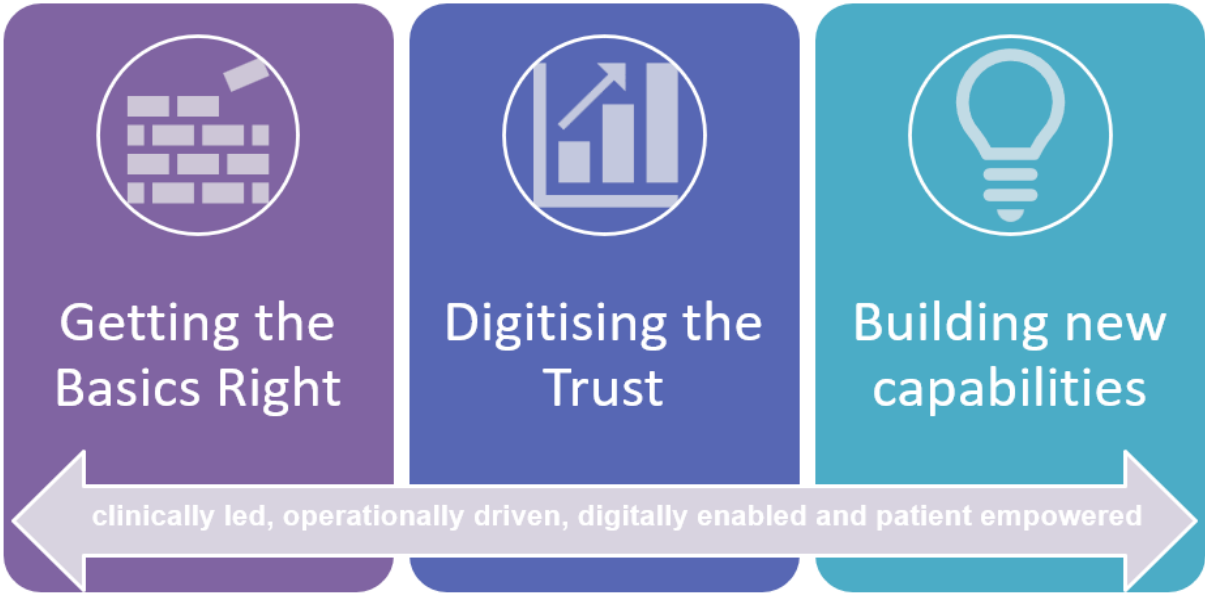 Getting the
Basics Right
Digitising the
Trust
Building new
capabilities
clinically led, operationally driven, digitally enabled and patient empowered